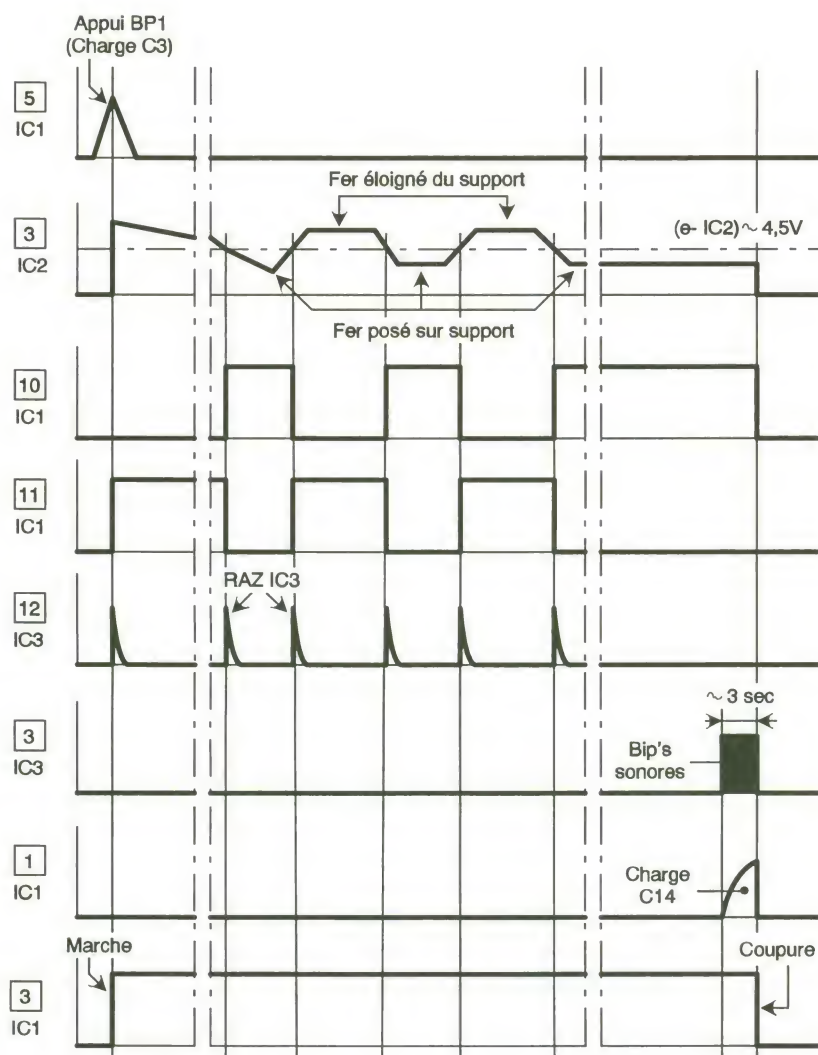 Appui BP1
(Charge C3)
5
IC1
Fer éloigné du support
3
IC2
(e- IC2) ~ 4,5V
Fer posé sur support
10
IC1
11
IC1
RAZ IC3
12
IC3
~ 3 sec
3
IC3
Bip's
sonores
1
IC1
Charge
C14
Marche
Coupure
3
IC1